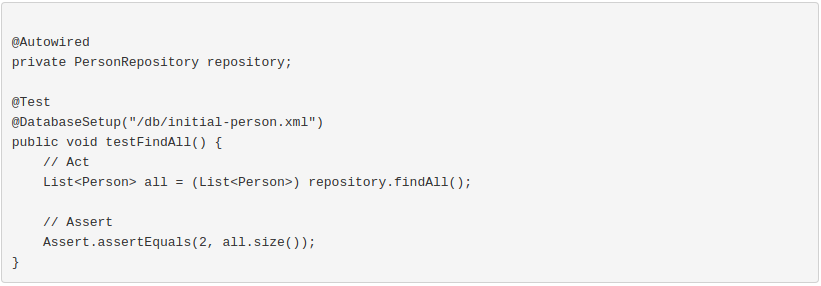 @Autowired
private PersonRepository repository;
@Test
@DatabaseSetup("/db/initial-person.xml")
public void testFindAll() {
    // Act
    List<Person> all = (List<Person>) repository.findAll();
    // Assert
    Assert.assertEquals(2, all.size());
}